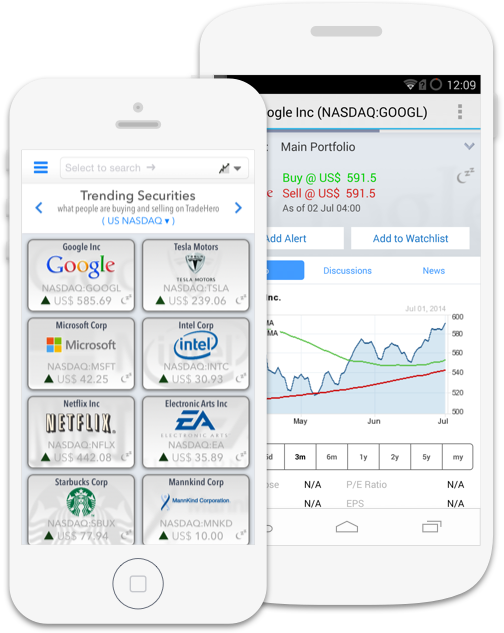 Select to search →
Trending Securities
what people are buying and selling on TradeHero
( US NASDAQ ▾ )
Google Inc
Google
NASDAQ:GOOGL
▲ US$ 585.69
Tesla Motors
TESLA MOTORS
NASDAQ:TSLA
▲ US$ 239.06
Microsoft Corp
Microsoft
NASDAQ:MSFT
▲ US$ 42.25
Intel Corp
intel
NASDAQ:INTC
▲ US$ 30.93
Netflix Inc
NETFLIX
NASDAQ:NFLX
▲ US$ 442.08
Electronic Arts Inc
EA
ELECTRONIC ARTS
NASDAQ:EA
▲ US$ 35.89
Starbucks Corp
NASDAQ:SBUX
▲ US$ 77.94
Mannkind Corp
MannKind Corporation
NASDAQ:MNKD
▲ US$ 10.00
12:09
ogle Inc (NASDAQ:GOOGL)
: Main Portfolio
Buy @ US$ 591.5
Sell @ US$ 591.5
As of 02 Jul 04:00
Add Alert
Add to Watchlist
Discussions
News
nc.
Jul 01, 2014
MA
MA
600
580
560
540
520
500
May
Jun
Jul
5d
3m
6m
1y
2y
5y
my
ose N/A P/E Ratio N/A
N/A EPS N/A